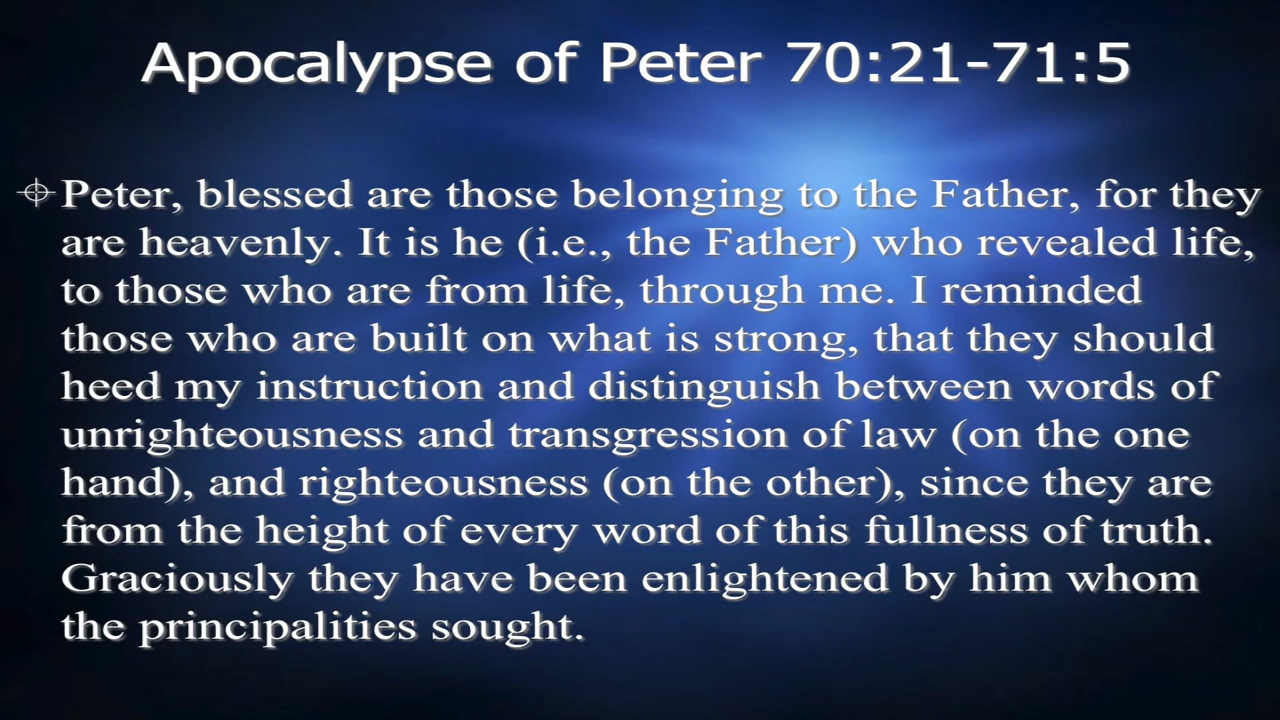 Apocalypse of Peter 70:21-71:5
Peter, blessed are those belonging to the Father, for they
are heavenly. It is he (i.e., the Father) who revealed life,
to those who are from life, through me. I reminded
those who are built on what is strong, that they should
heed my instruction and distinguish between words of
unrighteousness and transgression of law (on the one
hand), and righteousness (on the other), since they are
from the height of every word of this fullness of truth.
Graciously they have been enlightened by him whom
the principalities sought.